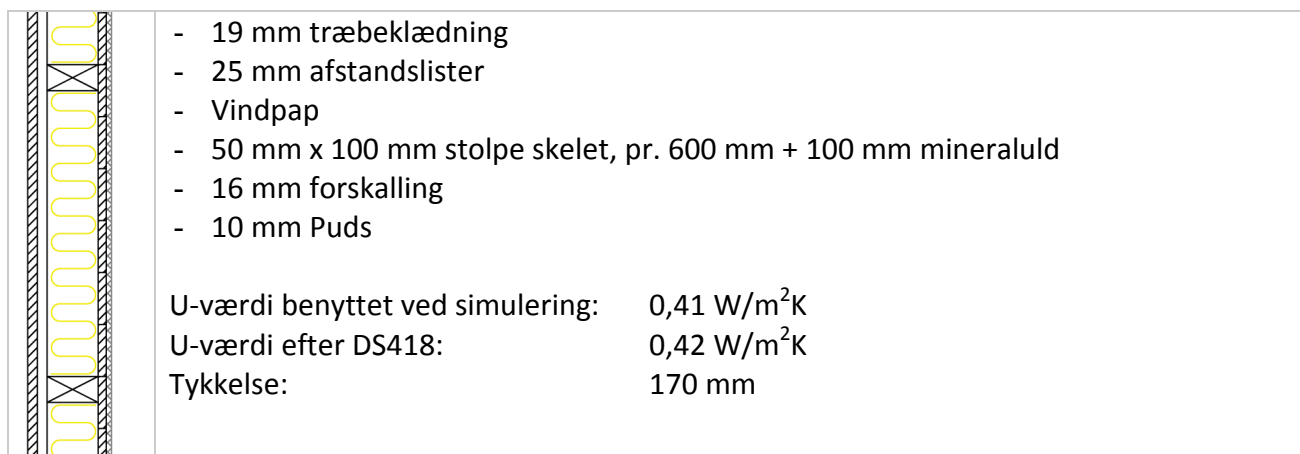 - 19 mm træbeklædning
- 25 mm afstandslister
- Vindpap
- 50 mm x 100 mm stolpe skelet, pr. 600 mm + 100 mm mineraluld
- 16 mm forskalling
- 10 mm Puds
U-værdi benyttet ved simulering: 0,41 W/m²K
U-værdi efter DS418: 0,42 W/m²K
Tykkelse: 170 mm